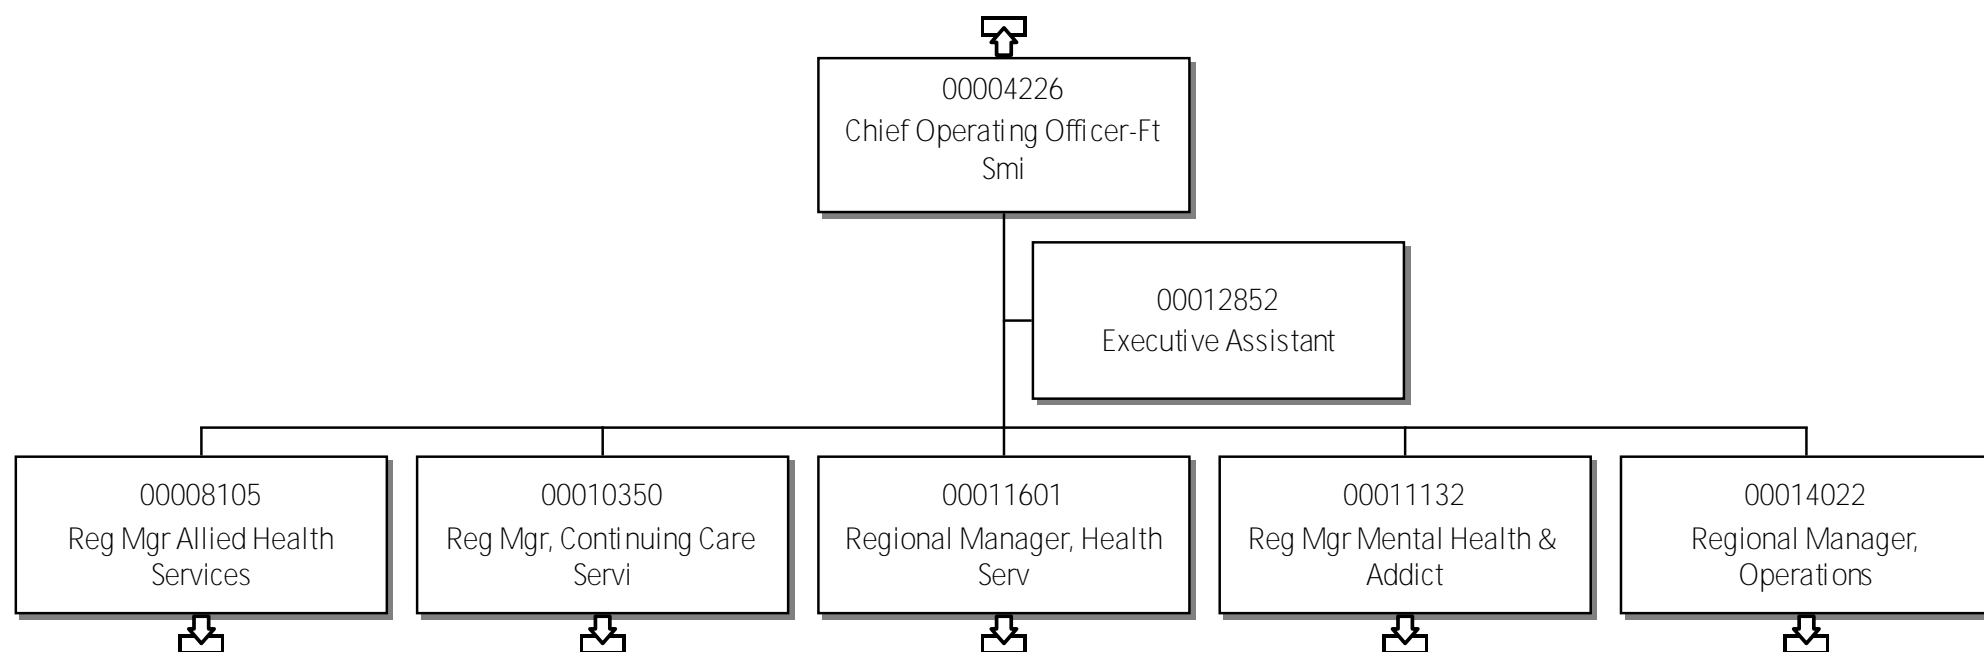 00004226
Chief Operating Officer-Ft
Smi
00012852
Executive Assistant
00008105
Reg Mgr Allied Health
Services
00010350
Reg Mgr, Continuing Care
Servi
00011601
Regional Manager, Health
Serv
00011132
Reg Mgr Mental Health &
Addict
00014022
Regional Manager,
Operations